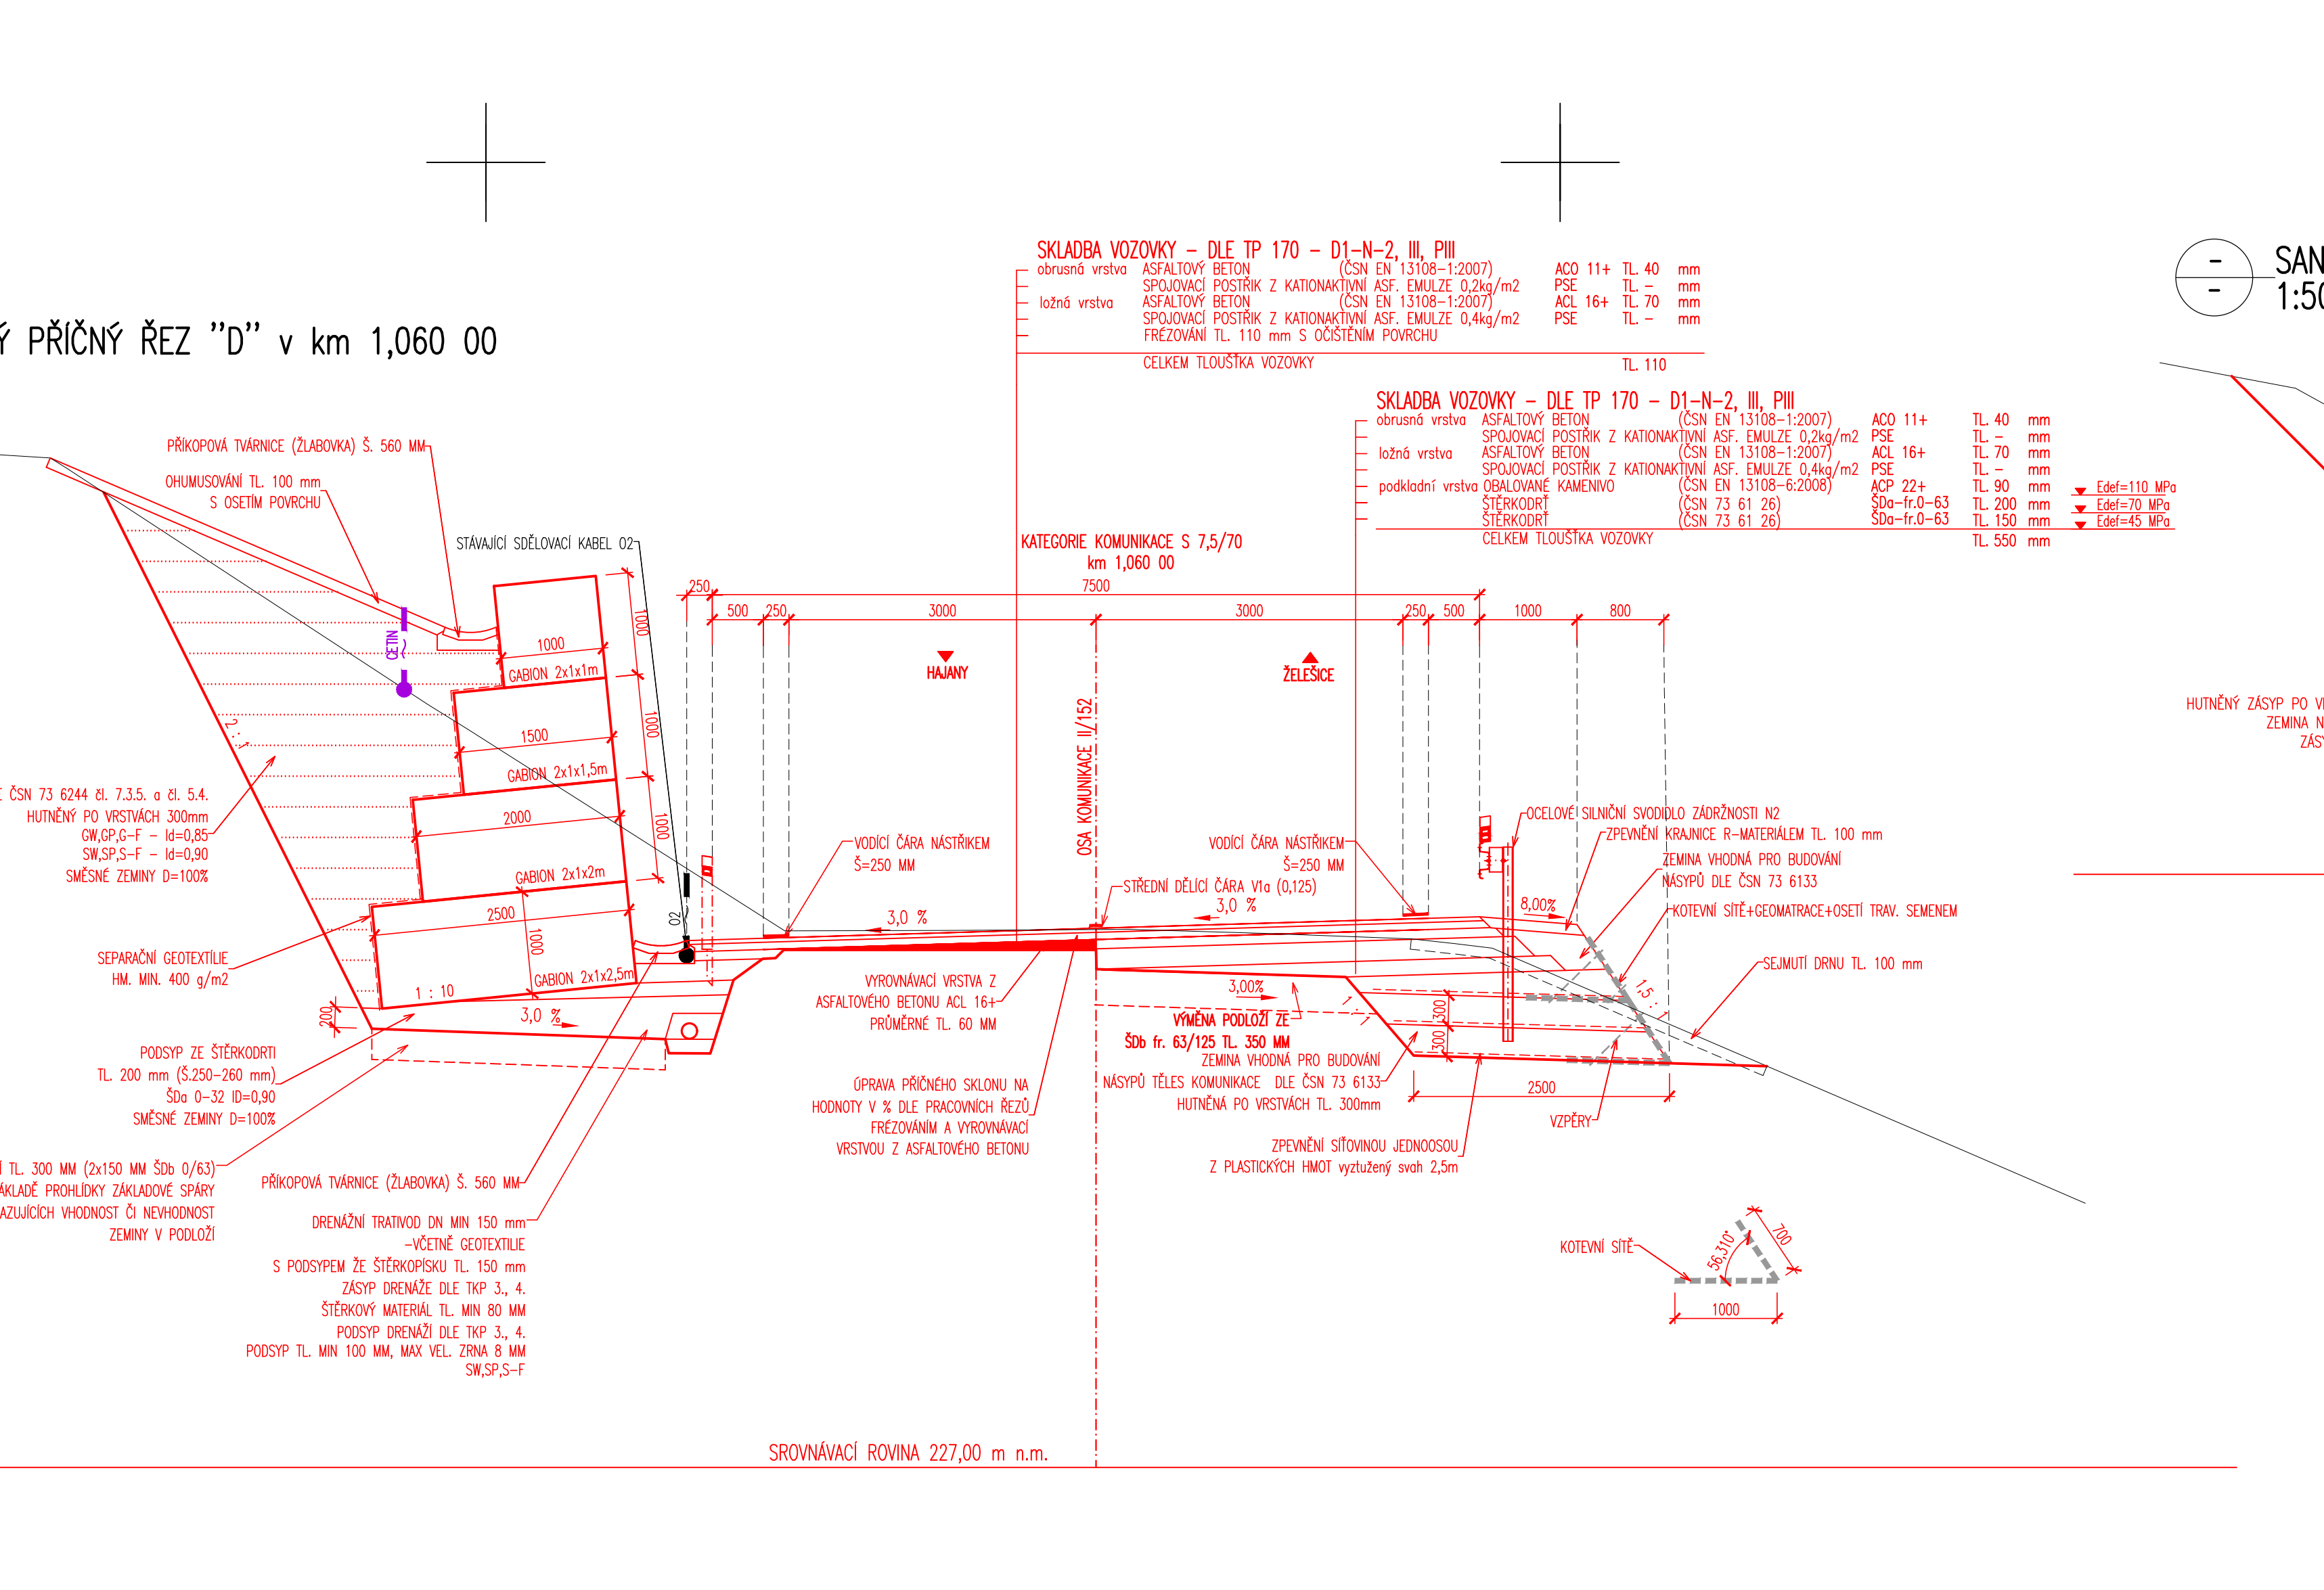 Ý PŘÍČNÝ ŘEZ ”D” v km 1,060 00
SKLADBA VOZOVKY – DLE TP 170 – D1–N–2, III, PIII
obrusná vrstva ASFALTOVÝ BETON (ČSN EN 13108–1:2007) ACO 11+ TL. 40 mm
SPOJOVACÍ POSTŘIK Z KATIONAKTIVNÍ ASF. EMULZE 0,2kg/m2 PSE TL. – mm
ložná vrstva ASFALTOVÝ BETON (ČSN EN 13108–1:2007) ACL 16+ TL. 70 mm
SPOJOVACÍ POSTŘIK Z KATIONAKTIVNÍ ASF. EMULZE 0,4kg/m2 PSE TL. – mm
FRÉZOVÁNÍ TL. 110 mm S OČIŠTĚNÍM POVRCHU
CELKEM TLOUŠŤKA VOZOVKY TL. 110
SKLADBA VOZOVKY – DLE TP 170 – D1–N–2, III, PIII
obrusná vrstva ASFALTOVÝ BETON (ČSN EN 13108–1:2007) ACO 11+ TL. 40 mm
SPOJOVACÍ POSTŘIK Z KATIONAKTIVNÍ ASF. EMULZE 0,2kg/m2 PSE TL. – mm
ložná vrstva ASFALTOVÝ BETON (ČSN EN 13108–1:2007) ACL 16+ TL. 70 mm
SPOJOVACÍ POSTŘIK Z KATIONAKTIVNÍ ASF. EMULZE 0,4kg/m2 PSE TL. – mm
podkladní vrstva OBALOVANÉ KAMENIVO (ČSN EN 13108–6:2008) ACP 22+ TL. 90 mm Edef=110 MPa
ŠTĚRKODRŤ (ČSN 73 61 26) ŠDa–fr.0–63 TL. 200 mm Edef=70 MPa
ŠTĚRKODRŤ (ČSN 73 61 26) ŠDa–fr.0–63 TL. 150 mm Edef=45 MPa
CELKEM TLOUŠŤKA VOZOVKY TL. 550 mm
–
–
SAN
1:50
PŘÍKOPOVÁ TVÁRNICE (ŽLABOVKA) Š. 560 MM
OHUMUSOVÁNÍ TL. 100 mm
S OSETÍM POVRCHU
STÁVAJÍCÍ SDĚLOVACÍ KABEL O2
KATEGORIE KOMUNIKACE S 7,5/70
km 1,060 00
7500
250
500 250 3000 3000 250 500 1000 800
HAJANY
ŽELEŠICE
OSA KOMUNIKACE II/152
CETIN
1000
GABION 2x1x1m
1000
1500
GABION 2x1x1,5m
1000
2000
GABION 2x1x2m
1000
2500
1000
GABION 2x1x2,5m
1 : 10
2 : 1
200
3,0 %
O2
E ČSN 73 6244 čl. 7.3.5. a čl. 5.4.
HUTNĚNÝ PO VRSTVÁCH 300mm
GW,GP,G–F – Id=0,85
SW,SP,S–F – Id=0,90
SMĚSNÉ ZEMINY D=100%
SEPARAČNÍ GEOTEXTÍLIE
HM. MIN. 400 g/m2
PODSYP ZE ŠTĚRKODRTI
TL. 200 mm (Š.250–260 mm)
ŠDa 0–32 ID=0,90
SMĚSNÉ ZEMINY D=100%
Í TL. 300 MM (2x150 MM ŠDb 0/63)
ÁKLADĚ PROHLÍDKY ZÁKLADOVÉ SPÁRY
AZUJÍCÍCH VHODNOST ČI NEVHODNOST
ZEMINY V PODLOŽÍ
PŘÍKOPOVÁ TVÁRNICE (ŽLABOVKA) Š. 560 MM
DRENÁŽNÍ TRATIVOD DN MIN 150 mm
–VČETNĚ GEOTEXTILIE
S PODSYPEM ŽE ŠTĚRKOPÍSKU TL. 150 mm
ZÁSYP DRENÁŽE DLE TKP 3., 4.
ŠTĚRKOVÝ MATERIÁL TL. MIN 80 MM
PODSYP DRENÁŽÍ DLE TKP 3., 4.
PODSYP TL. MIN 100 MM, MAX VEL. ZRNA 8 MM
SW,SP,S–F
VODÍCÍ ČÁRA NÁSTŘIKEM
Š=250 MM
VODÍCÍ ČÁRA NÁSTŘIKEM
Š=250 MM
STŘEDNÍ DĚLÍCÍ ČÁRA V1a (0,125)
3,0 %
3,0 %
8,00%
OCELOVÉ SILNIČNÍ SVODIDLO ZÁDRŽNOSTI N2
ZPEVNĚNÍ KRAJNICE R–MATERIÁLEM TL. 100 mm
ZEMINA VHODNÁ PRO BUDOVÁNÍ
NÁSYPŮ DLE ČSN 73 6133
KOTEVNÍ SÍTĚ+GEOMATRACE+OSETÍ TRAV. SEMENEM
SEJMUTÍ DRNU TL. 100 mm
VYROVNÁVACÍ VRSTVA Z
ASFALTOVÉHO BETONU ACL 16+
PRŮMĚRNÉ TL. 60 MM
ÚPRAVA PŘÍČNÉHO SKLONU NA
HODNOTY V % DLE PRACOVNÍCH ŘEZŮ
FRÉZOVÁNÍM A VYROVNÁVACÍ
VRSTVOU Z ASFALTOVÉHO BETONU
3,00%
1 : 1
1,5 : 1
300
300
VÝMĚNA PODLOŽÍ ZE
ŠDb fr. 63/125 TL. 350 MM
ZEMINA VHODNÁ PRO BUDOVÁNÍ
NÁSYPŮ TĚLES KOMUNIKACE DLE ČSN 73 6133
HUTNĚNÁ PO VRSTVÁCH TL. 300mm
2500
VZPĚRY
ZPEVNĚNÍ SÍŤOVINOU JEDNOOSOU
Z PLASTICKÝCH HMOT vyztužený svah 2,5m
KOTEVNÍ SÍTĚ
56,310°
700
1000
HUTNĚNÝ ZÁSYP PO V
ZEMINA N
ZÁSY
SROVNÁVACÍ ROVINA 227,00 m n.m.